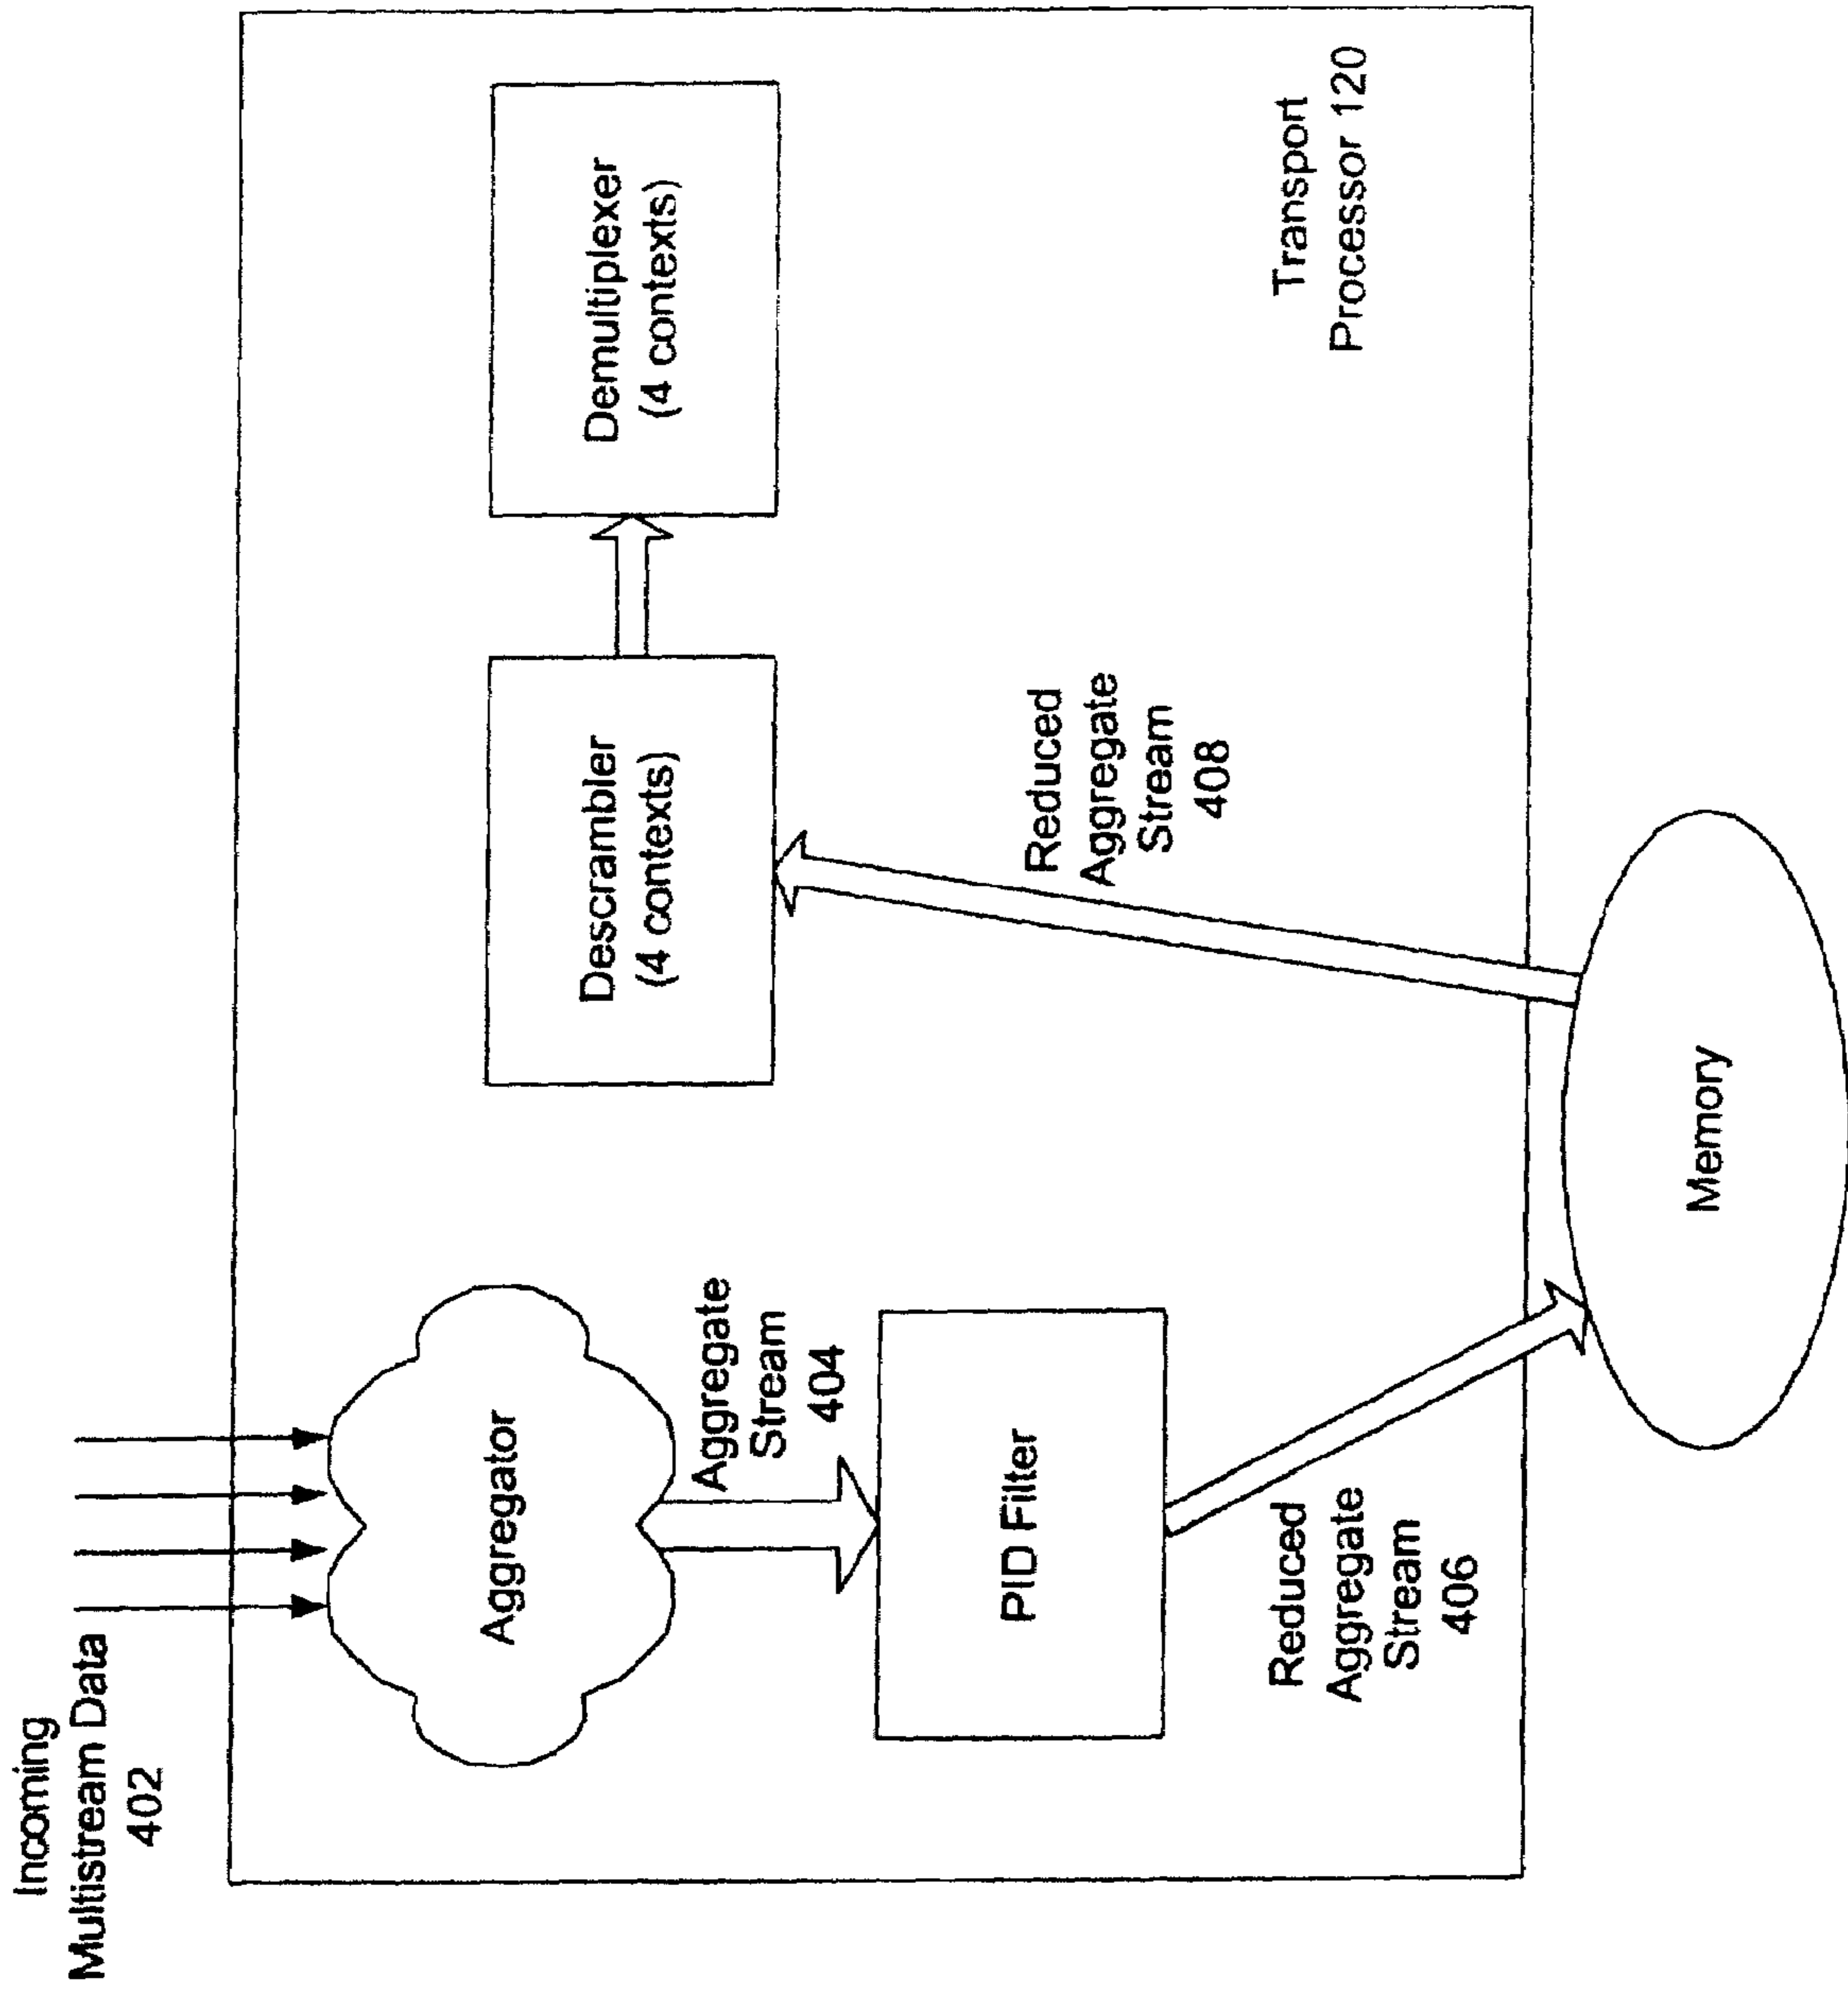 Incoming
Multistream Data
402
Aggregator
Aggregate
Stream
404
PID Filter
Reduced
Aggregate
Stream
406
Memory
Reduced
Aggregate
Stream
408
Descrambler
(4 contexts)
Demultiplexer
(4 contexts)
Transport
Processor 120